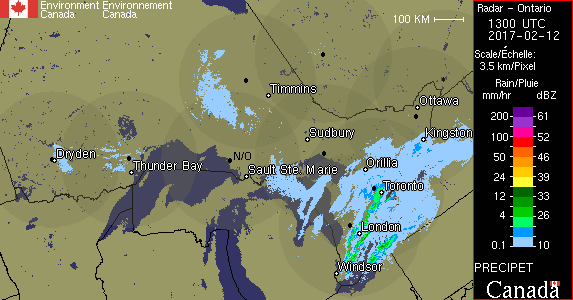 Environment Environnement
Canada Canada
100 KM
Timmins
Ottawa
Sudbury
Kingston
Dryden
Thunder Bay
N/O
Sault Ste. Marie
Orillia
Toronto
London
Windsor
Radar - Ontario
1300 UTC
2017-02-12
Scale/Échelle:
3.5 km/Pixel
Rain/Pluie
mm/hr dBZ
200 61
100 52
50 46
24 39
12 33
4 26
0.1 10
PRECIPET
Canada